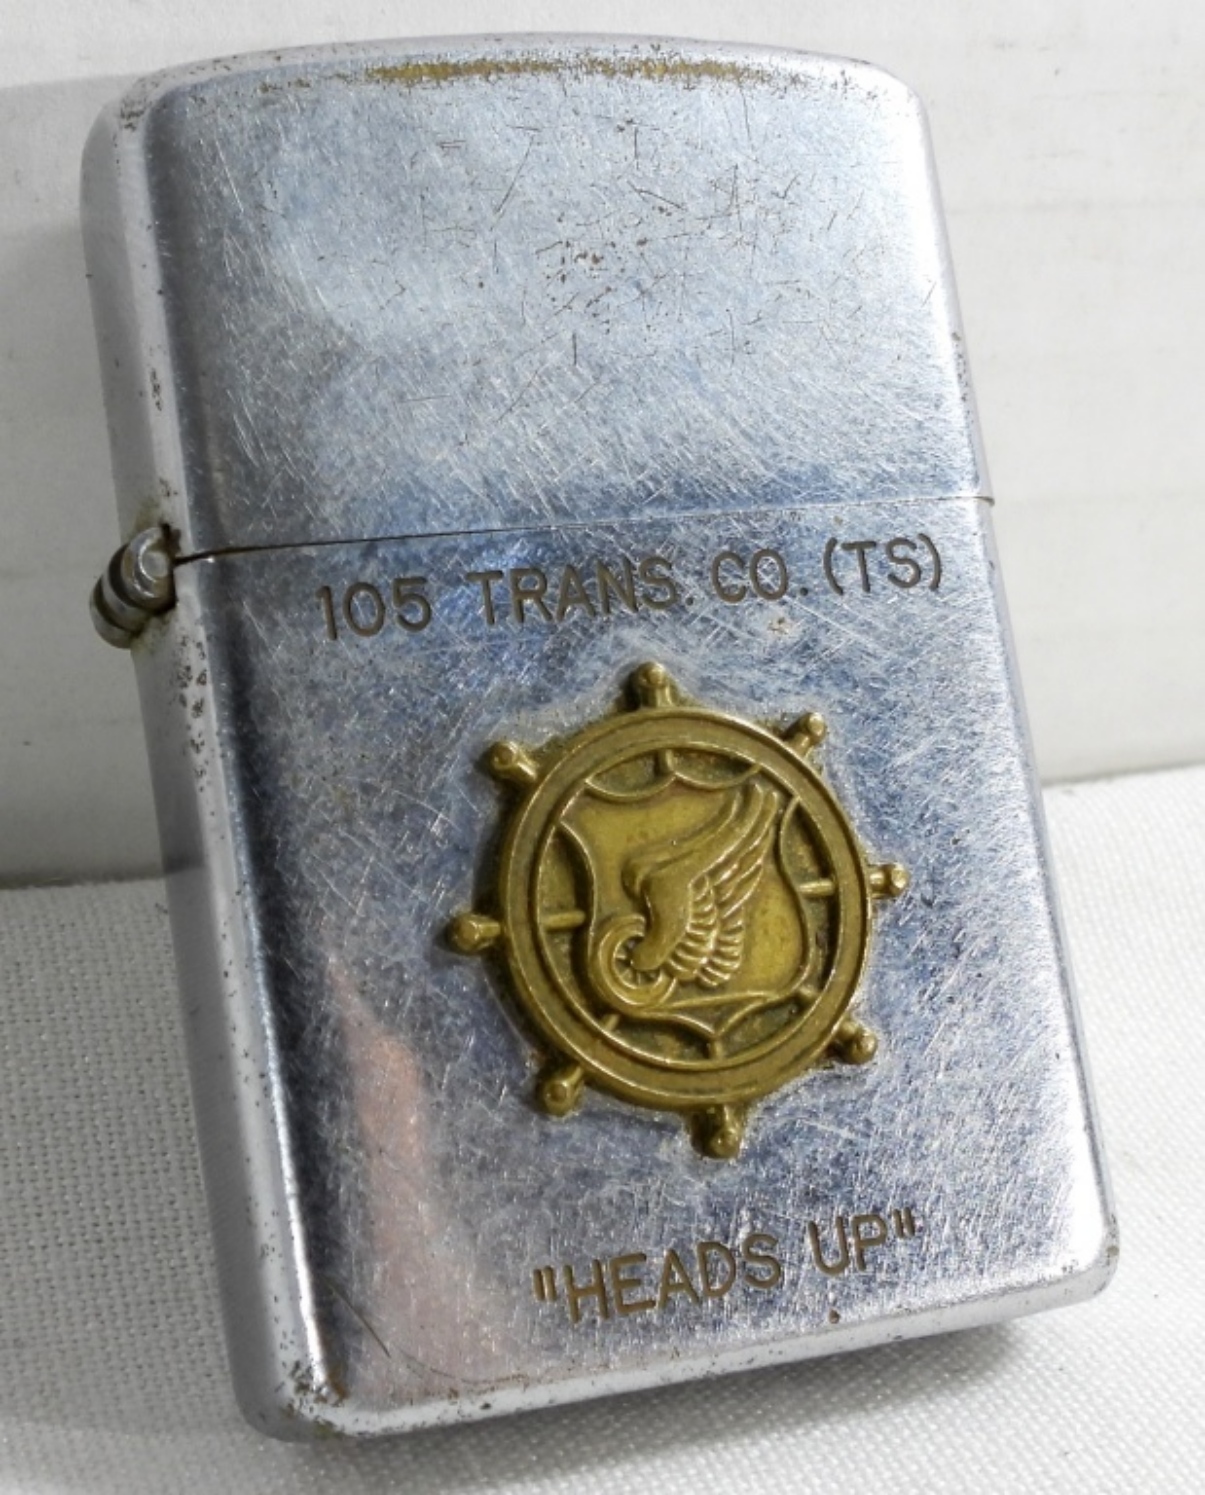 105 TRANS. CO. (TS)
"HEADS UP"